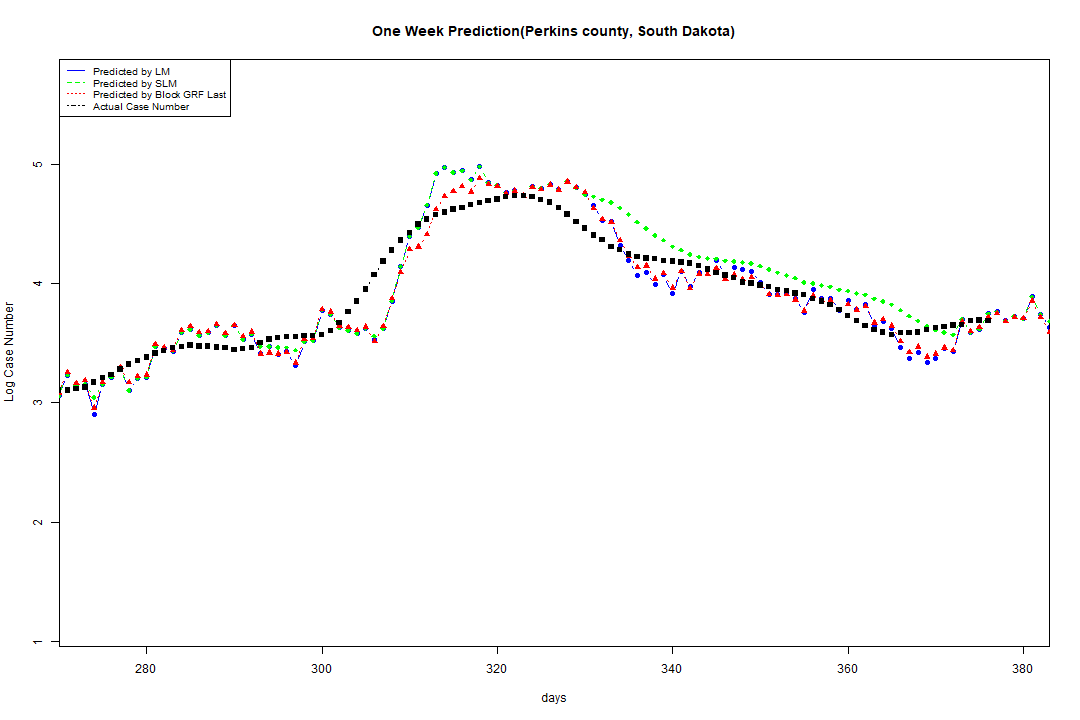 One Week Prediction(Perkins county, South Dakota)
Predicted by LM
Predicted by SLM
Predicted by Block GRF Last
Actual Case Number
5
4
3
2
1
Log Case Number
280 300 320 340 360 380
days